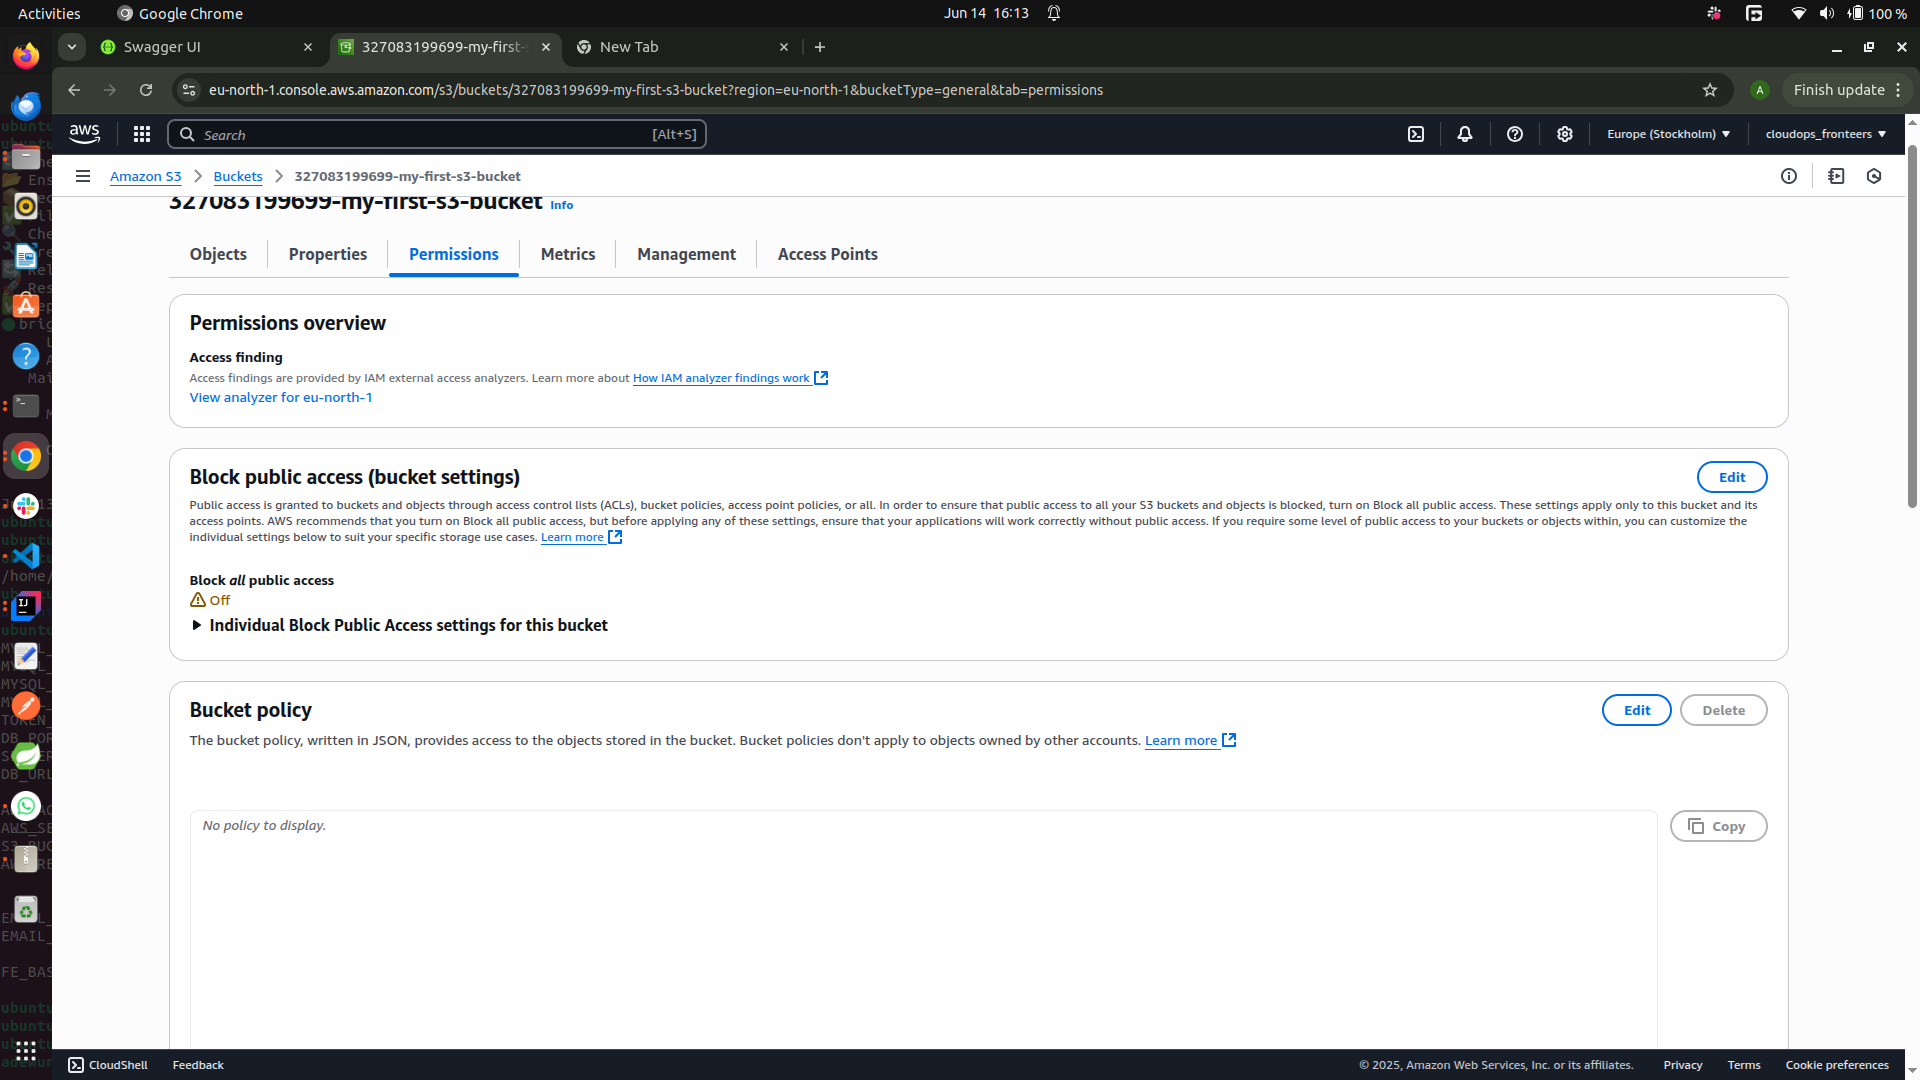 Activities
Google Chrome
Jun 14 16:13
100 %
Swagger UI
327083199699-my-first-
New Tab
eu-north-1.console.aws.amazon.com/s3/buckets/327083199699-my-first-s3-bucket?region=eu-north-1&bucketType=general&tab=permissions
A
Finish update
aws
Search
[Alt+S]
Europe (Stockholm)
cloudops_fronteers
Amazon S3
Buckets
327083199699-my-first-s3-bucket
327083199699-my-first-s3-bucket Info
Objects
Properties
Permissions
Metrics
Management
Access Points
Permissions overview
Access finding
Access findings are provided by IAM external access analyzers. Learn more about How IAM analyzer findings work
View analyzer for eu-north-1
Block public access (bucket settings)
Edit
Public access is granted to buckets and objects through access control lists (ACLs), bucket policies, access point policies, or all. In order to ensure that public access to all your S3 buckets and objects is blocked, turn on Block all public access. These settings apply only to this bucket and its
access points. AWS recommends that you turn on Block all public access, but before applying any of these settings, ensure that your applications will work correctly without public access. If you require some level of public access to your buckets or objects within, you can customize the
individual settings below to suit your specific storage use cases. Learn more
Block all public access
Off
Individual Block Public Access settings for this bucket
Bucket policy
Edit
Delete
The bucket policy, written in JSON, provides access to the objects stored in the bucket. Bucket policies don't apply to objects owned by other accounts. Learn more
No policy to display.
Copy
CloudShell
Feedback
© 2025, Amazon Web Services, Inc. or its affiliates.
Privacy
Terms
Cookie preferences